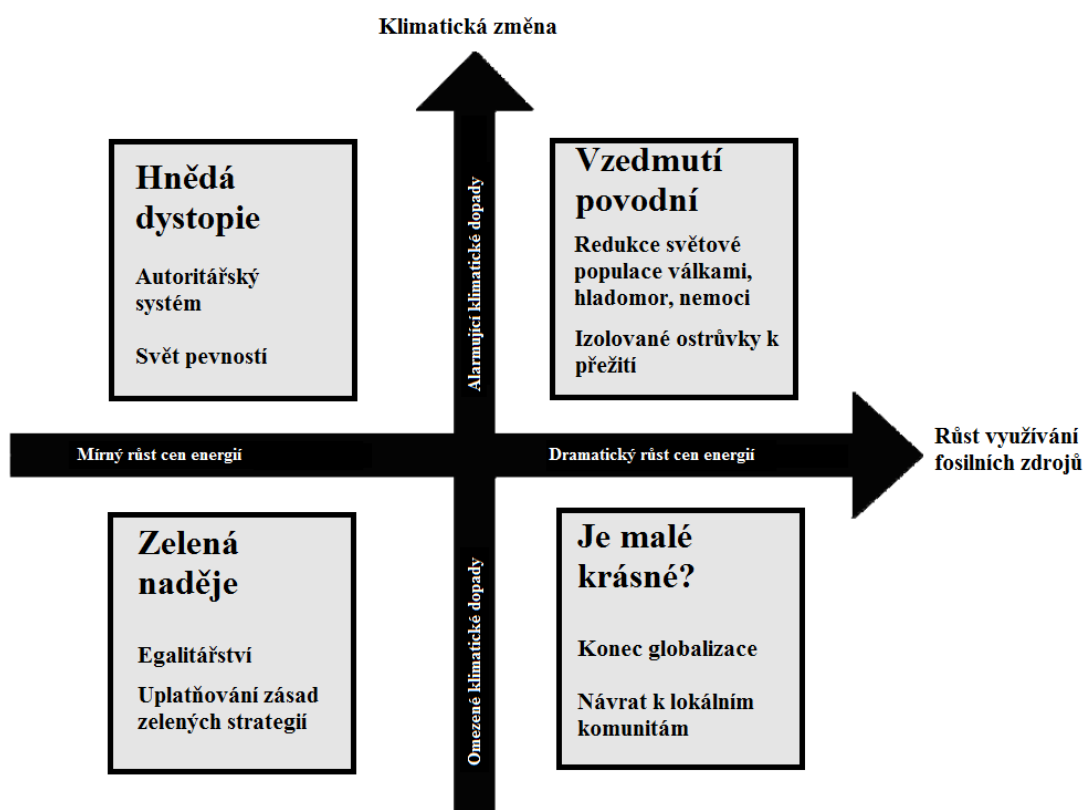 Klimatická změna
Hnědá
dystopie
Autoritářský
systém
Svět pevností
Alarmující klimatické dopady
Vzedmutí
povodní
Redukce světové
populace válkami,
hladomor, nemoci
Izolované ostrůvky k
přežití
Mírný růst cen energií
Dramatický růst cen energií
Růst využívání
fosilních zdrojů
Zelená
naděje
Egalitářství
Uplatňování zásad
zelených strategií
Omezené klimatické dopady
Je malé
krásné?
Konec globalizace
Návrat k lokálním
komunitám